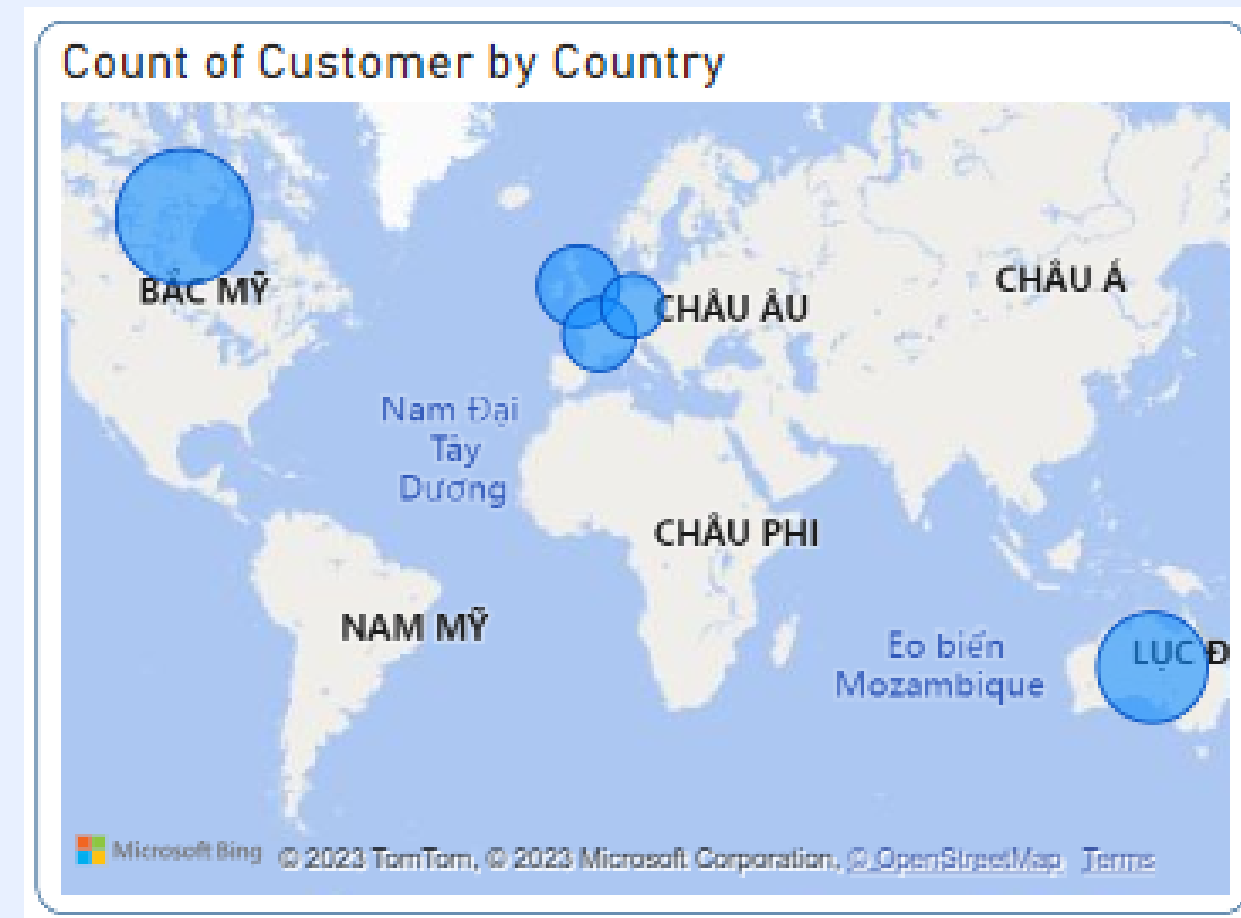 Count of Customer by Country
BẮC MỸ
CHÂU ÂU
CHÂU Á
Nam Đại
Tây
Dương
CHÂU PHI
NAM MỸ
Eo biển
Mozambique
LỤC Đ
Microsoft Bing
© 2023 TomTom, © 2023 Microsoft Corporation, © OpenStreetMap Terms